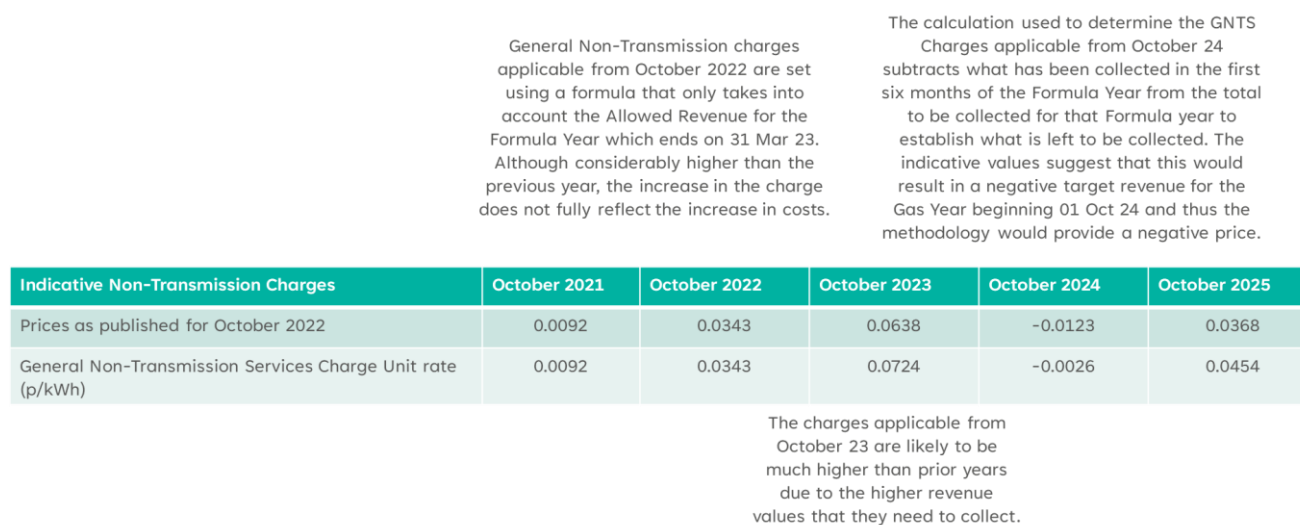 General Non-Transmission charges
applicable from October 2022 are set
using a formula that only takes into
account the Allowed Revenue for the
Formula Year which ends on 31 Mar 23.
Although considerably higher than the
previous year, the increase in the charge
does not fully reflect the increase in costs.
The calculation used to determine the GNTS
Charges applicable from October 24
subtracts what has been collected in the first
six months of the Formula Year from the total
to be collected for that Formula year to
establish what is left to be collected. The
indicative values suggest that this would
result in a negative target revenue for the
Gas Year beginning 01 Oct 24 and thus the
methodology would provide a negative price.
Indicative Non-Transmission Charges October 2021 October 2022 October 2023 October 2024 October 2025
Prices as published for October 2022 0.0092 0.0343 0.0638 -0.0123 0.0368
General Non-Transmission Services Charge Unit rate 0.0092 0.0343 0.0724 -0.0026 0.0454
(p/kWh)
The charges applicable from
October 23 are likely to be
much higher than prior years
due to the higher revenue
values that they need to collect.